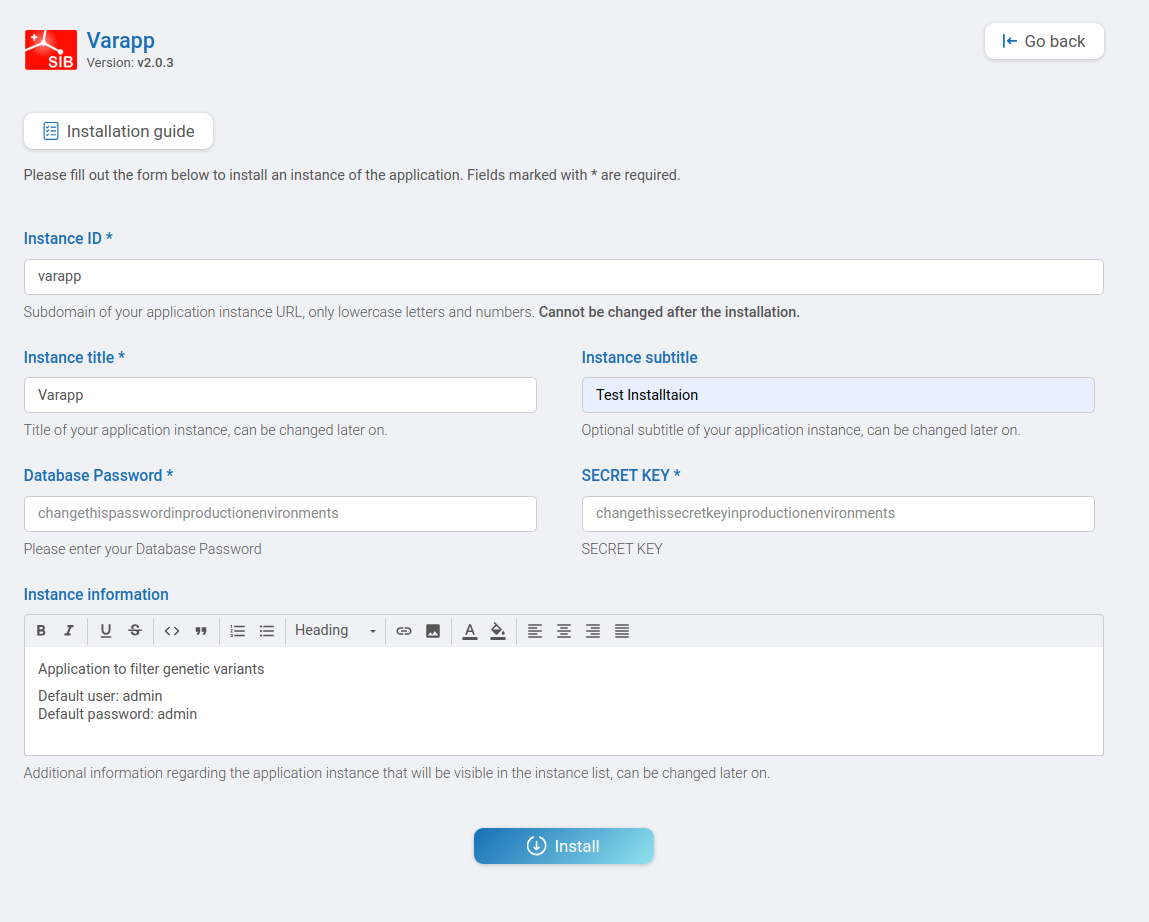 SIB
Varapp
Version: v2.0.3
Go back
Installation guide
Please fill out the form below to install an instance of the application. Fields marked with * are required.
Instance ID *
varapp
Subdomain of your application instance URL, only lowercase letters and numbers. Cannot be changed after the installation.
Instance title *
Instance subtitle
Varapp
Test Installtaion
Title of your application instance, can be changed later on.
Optional subtitle of your application instance, can be changed later on.
Database Password *
SECRET KEY *
changethispasswordinproductionenvironments
changethissecretkeyinproductionenvironments
Please enter your Database Password
SECRET KEY
Instance information
B I U S Heading A
Application to filter genetic variants
Default user: admin
Default password: admin
Additional information regarding the application instance that will be visible in the instance list, can be changed later on.
Install